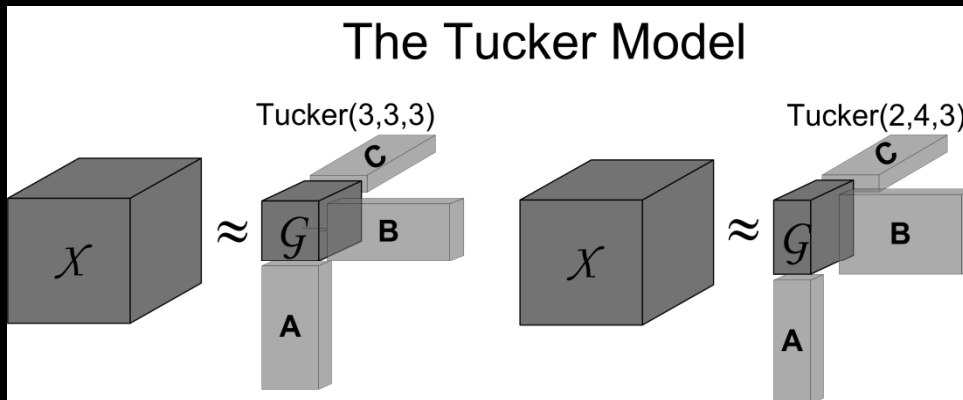 The Tucker Model
Tucker(3,3,3)
C
𝒳 ≈ 𝒢 B
A
Tucker(2,4,3)
C
𝒳 ≈ 𝒢 B
A